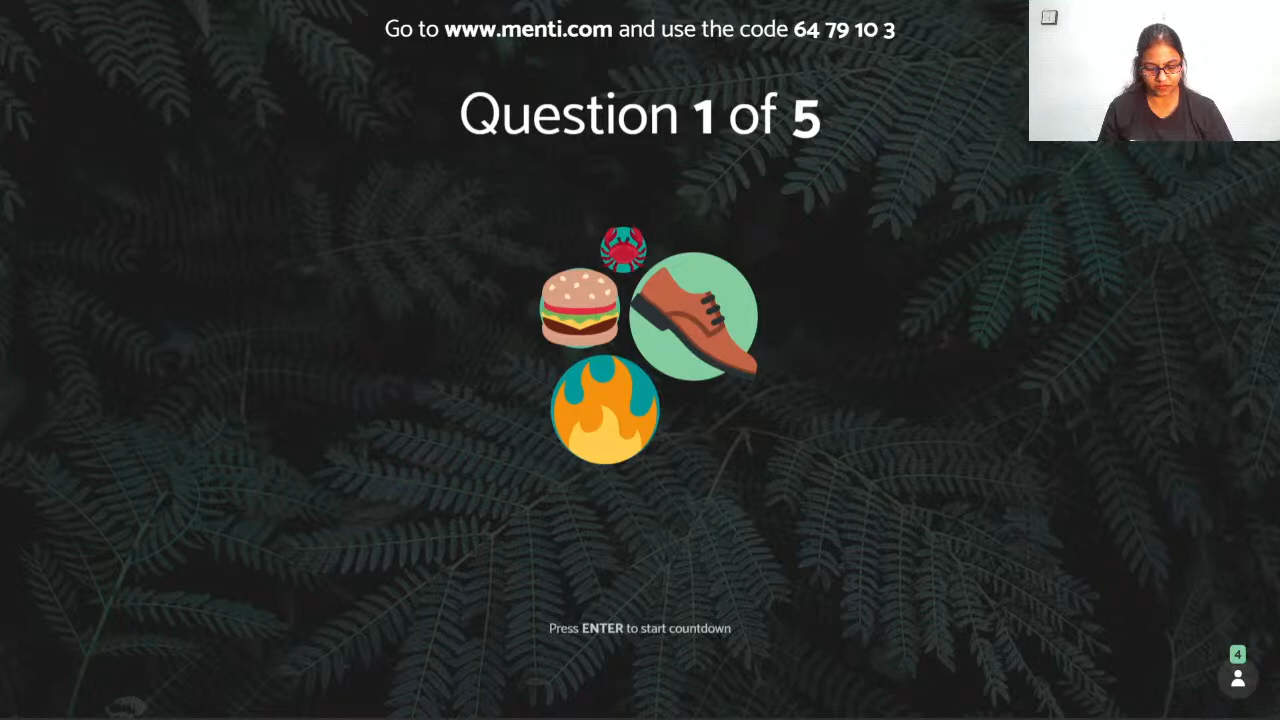 Go to www.menti.com and use the code 64 79 10 3
Question 1 of 5
Press ENTER to start countdown
4